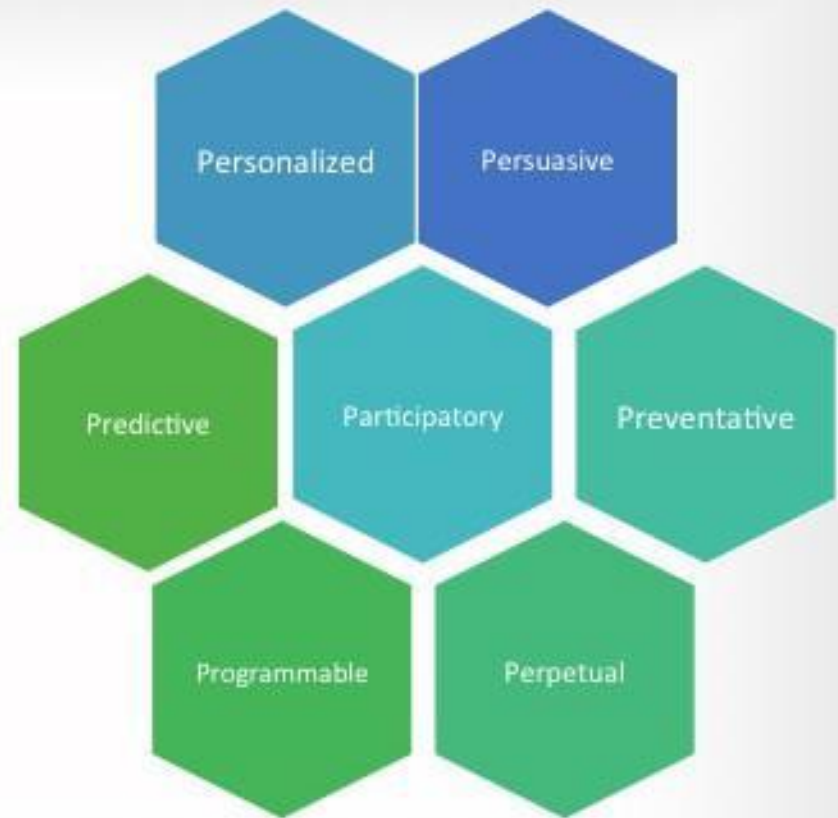 Personalized
Persuasive
Predictive
Participatory
Preventative
Programmable
Perpetual